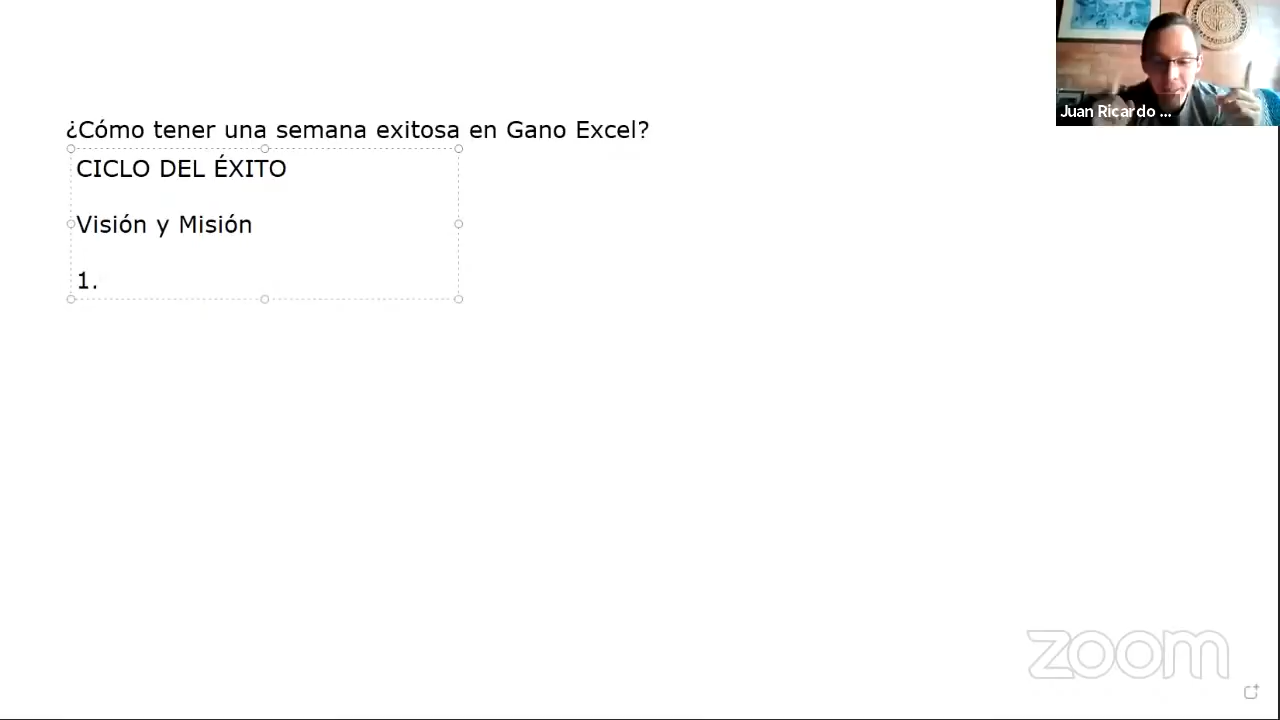 Juan Ricardo ...
¿Cómo tener una semana exitosa en Gano Excel?
CICLO DEL ÉXITO
Visión y Misión
1.
zoom